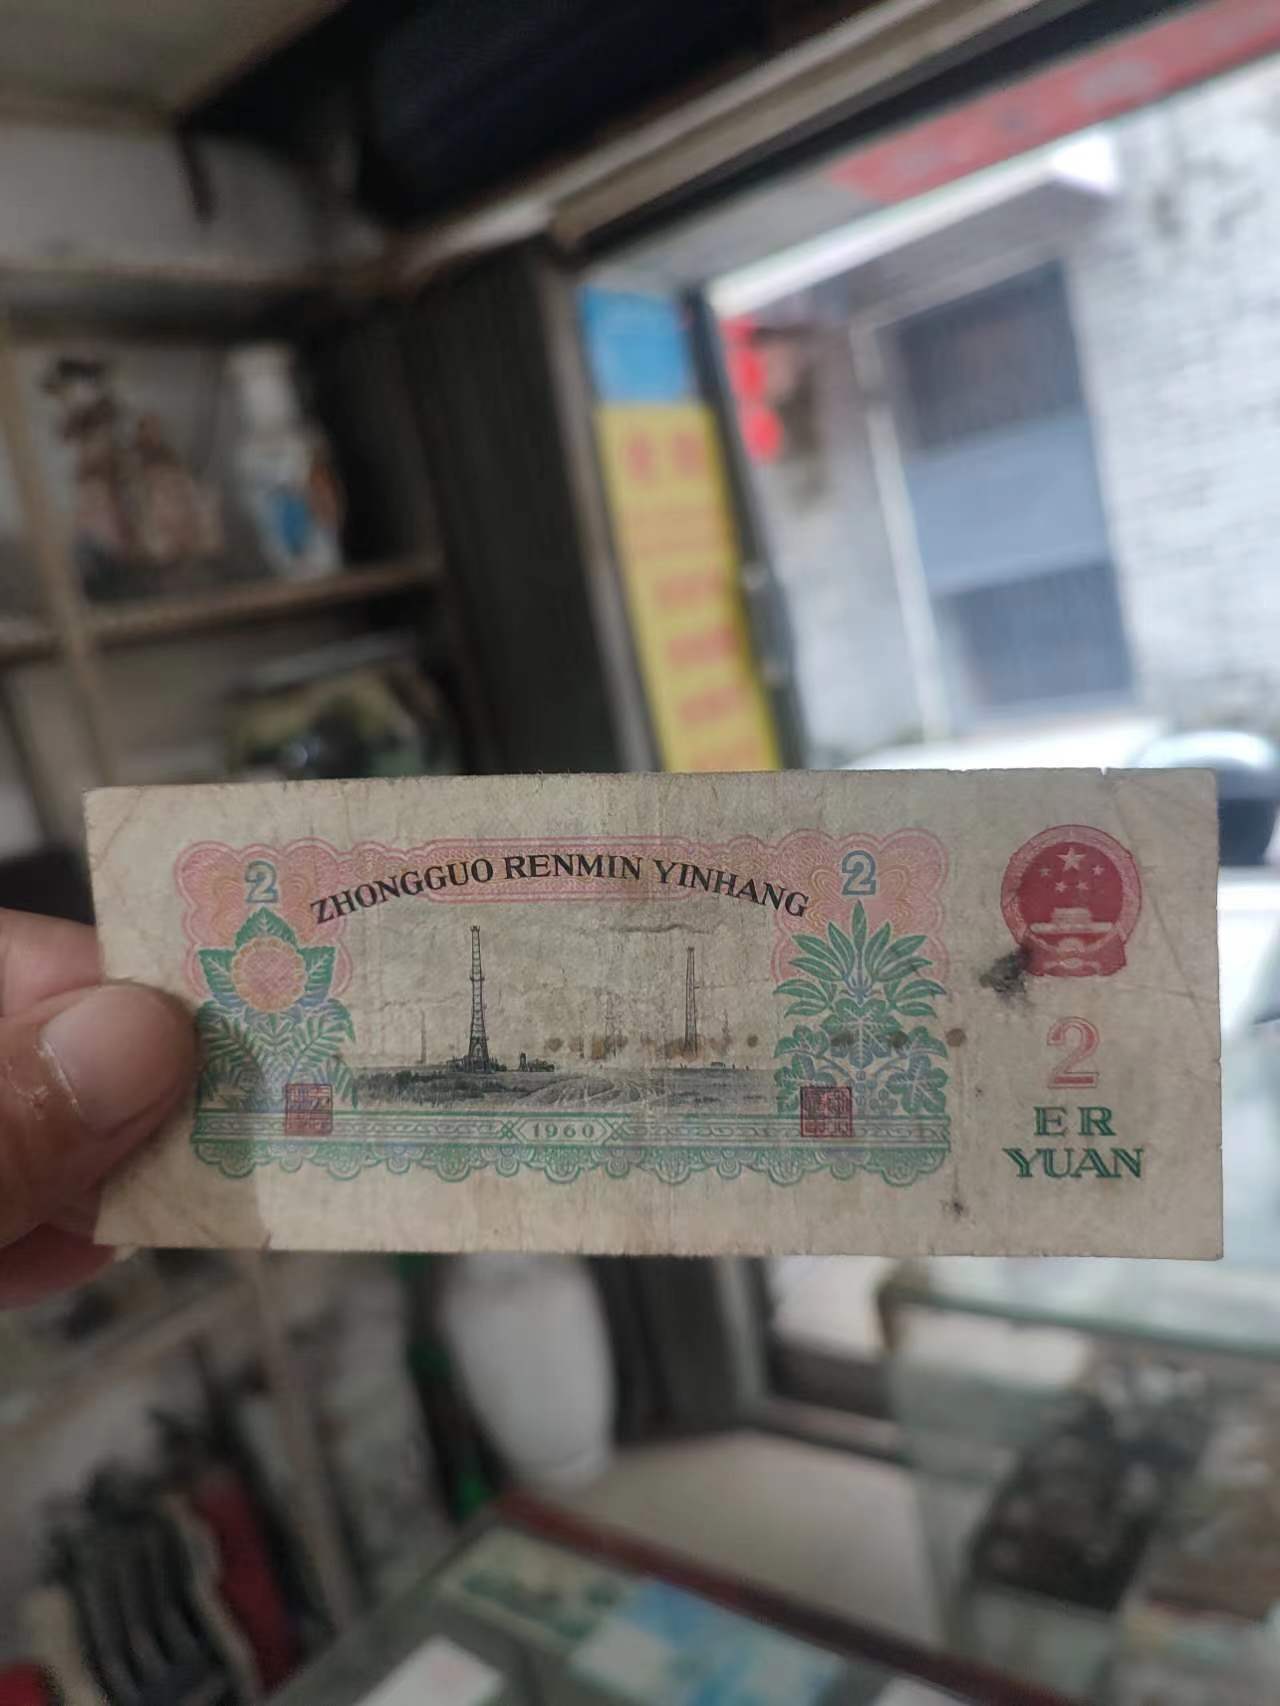 2
ZHONGGUO RENMIN YINHANG
2
1960
2
ER
YUAN